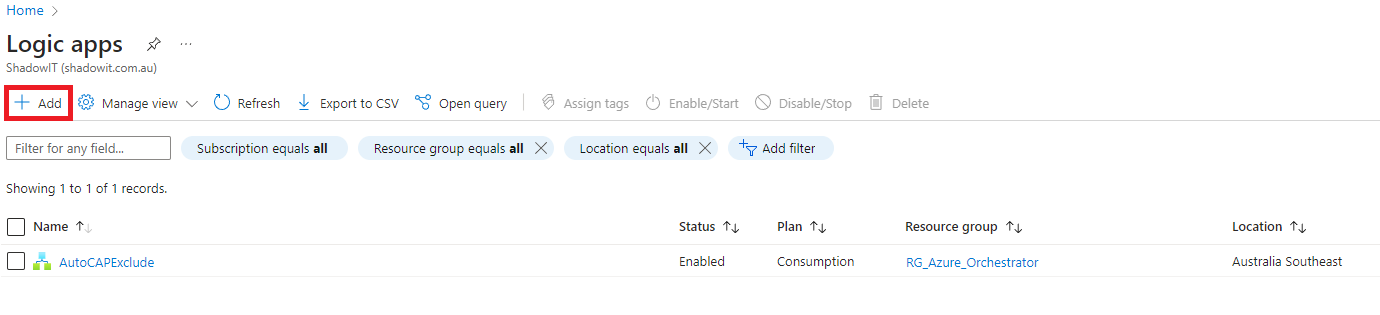 Home
Logic apps
ShadowIT (shadowit.com.au)
Add Manage view Refresh Export to CSV Open query Assign tags Enable/Start Disable/Stop Delete
Filter for any field... Subscription equals all Resource group equals all Location equals all Add filter
Showing 1 to 1 of 1 records.
Name Status Plan Resource group Location
AutoCAPExclude Enabled Consumption RG_Azure_Orchestrator Australia Southeast